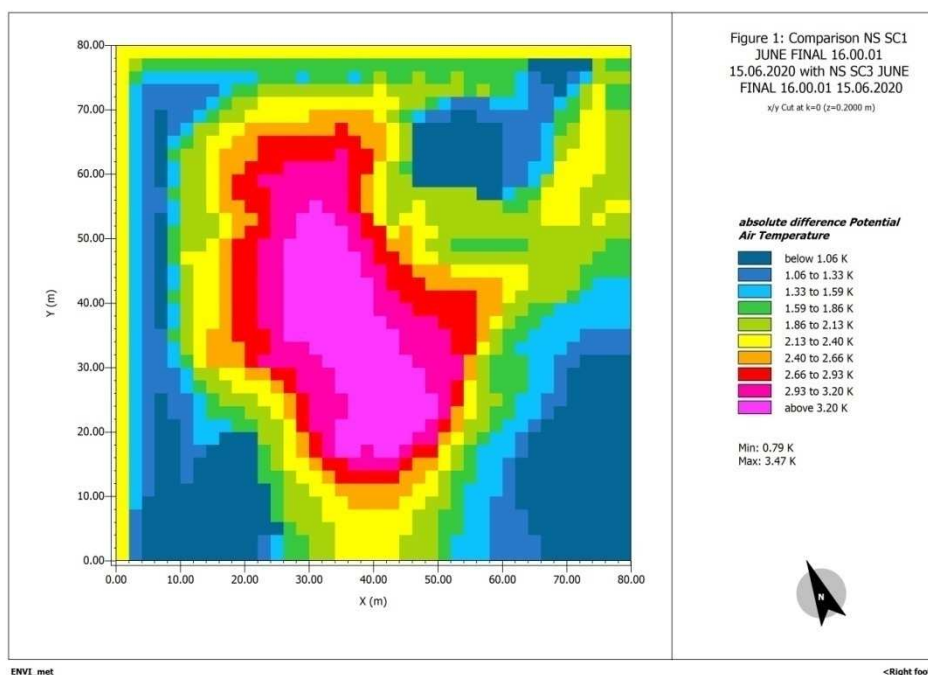 Figure 1: Comparison NS SC1
JUNE FINAL 16.00.01
15.06.2020 with NS SC3 JUNE
FINAL 16.00.01 15.06.2020
x/y Cut at k=0 (z=0.2000 m)
absolute difference Potential
Air Temperature
below 1.06 K
1.06 to 1.33 K
1.33 to 1.59 K
1.59 to 1.86 K
1.86 to 2.13 K
2.13 to 2.40 K
2.40 to 2.66 K
2.66 to 2.93 K
2.93 to 3.20 K
above 3.20 K
Min: 0.79 K
Max: 3.47 K
N
80.00
70.00
60.00
50.00
40.00
30.00
20.00
10.00
0.00
Y (m)
0.00 10.00 20.00 30.00 40.00 50.00 60.00 70.00 80.00
X (m)
ENVI_met
<Right foot